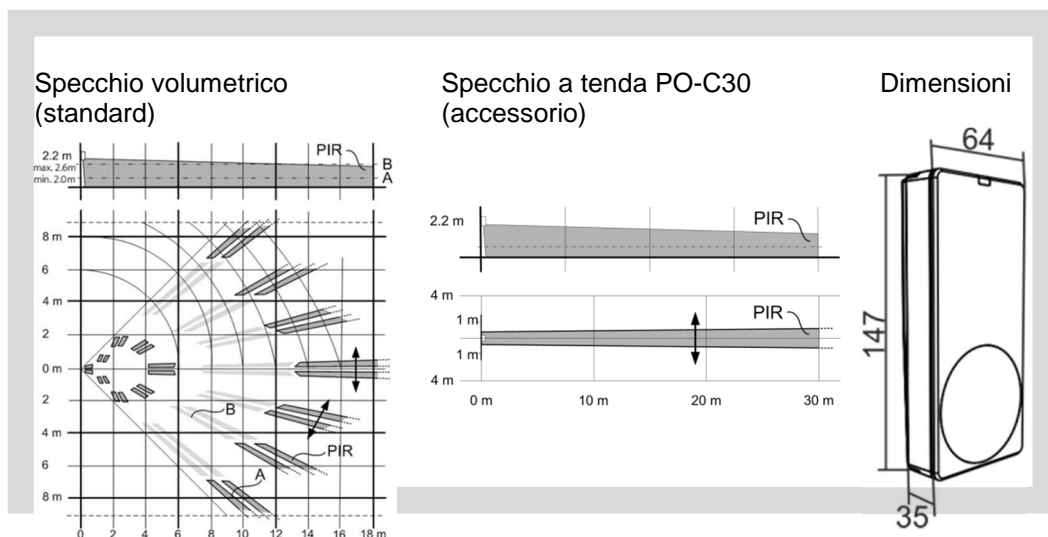 Specchio volumetrico
(standard)
Specchio a tenda PO-C30
(accessorio)
Dimensioni
2.2 m
max. 2.6m
min. 2.0m
PIR
B
A
8 m
6
4 m
2
0 m
2
4 m
6
8 m
B
PIR
A
0 2 4 6 8 10 12 14 16 18 m
2.2 m
PIR
4 m
1 m
PIR
1 m
4 m
0 m 10 m 20 m 30 m
64
147
35